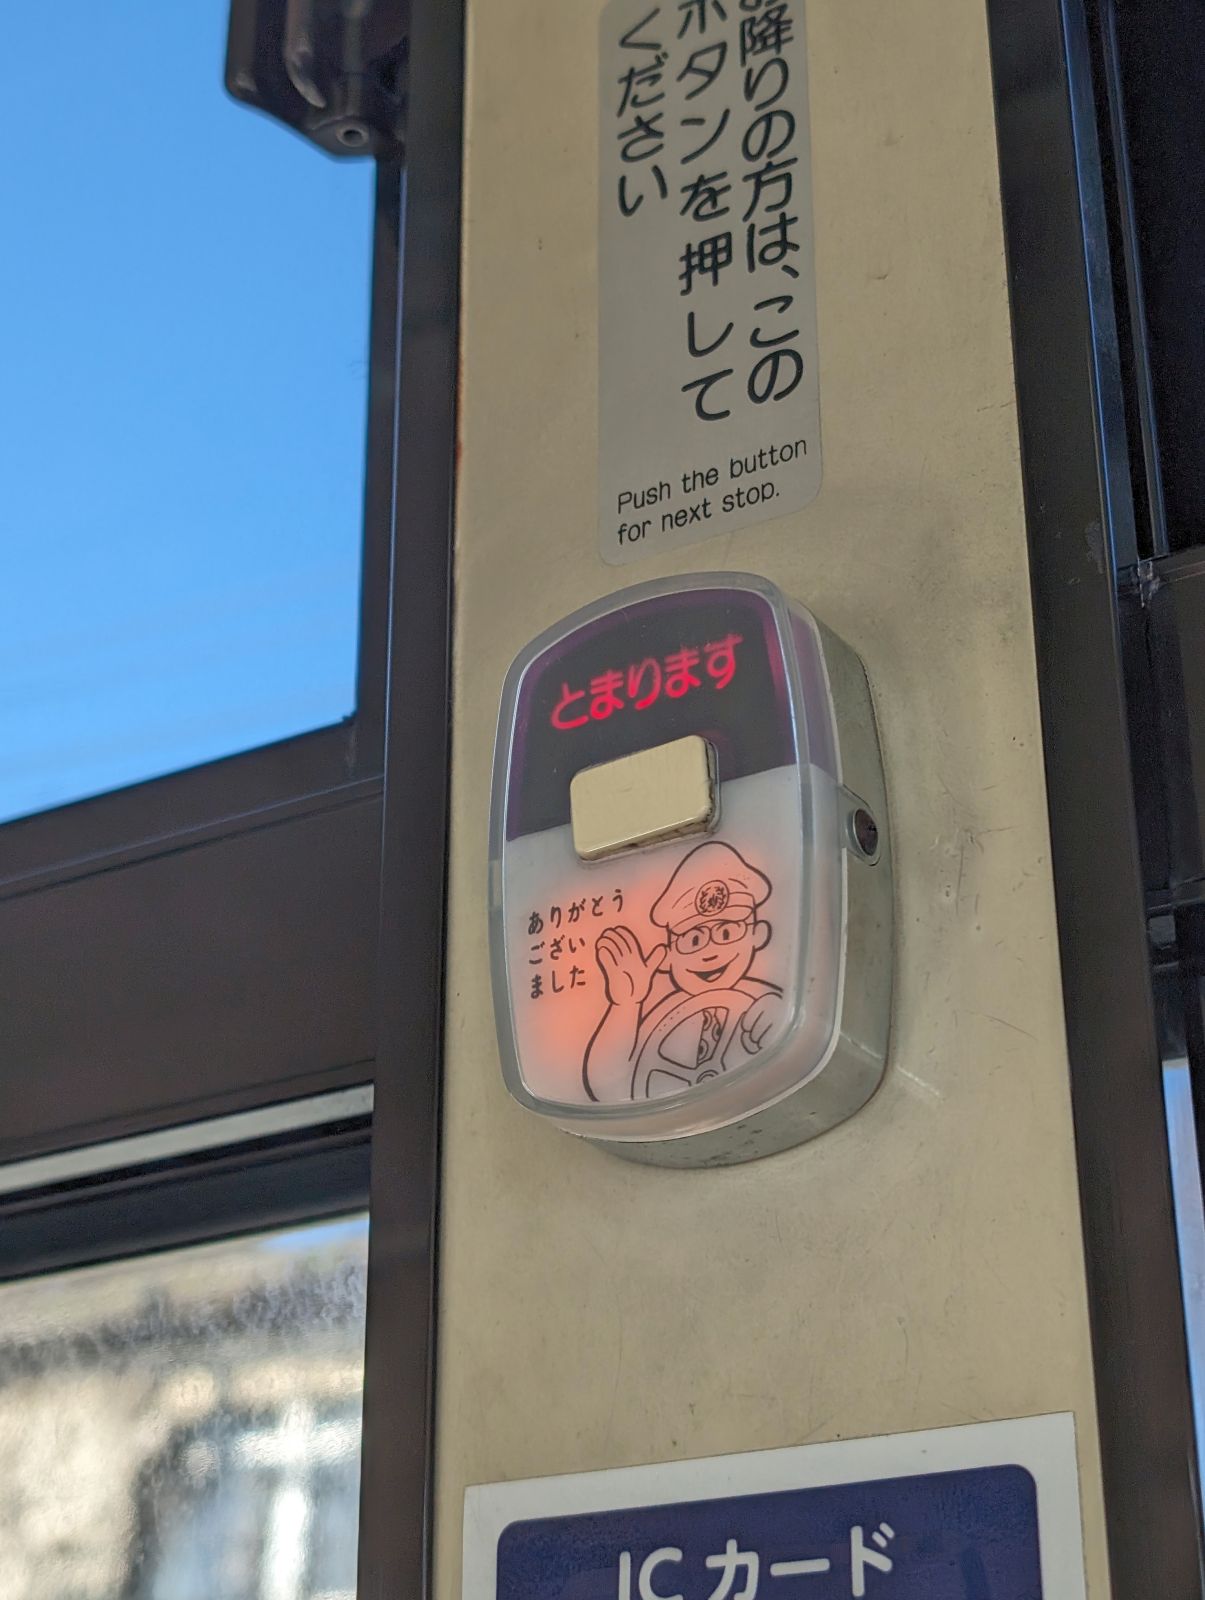 お降りの方は、この
ボタンを押して
ください
Push the button
for next stop.
とまります
ありがとう
ござい
ました
ICカード